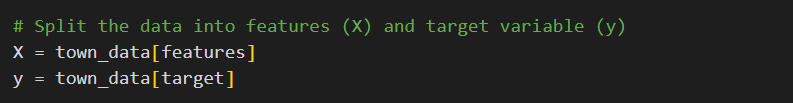 # Split the data into features (X) and target variable (y)
X = town_data[features]
y = town_data[target]